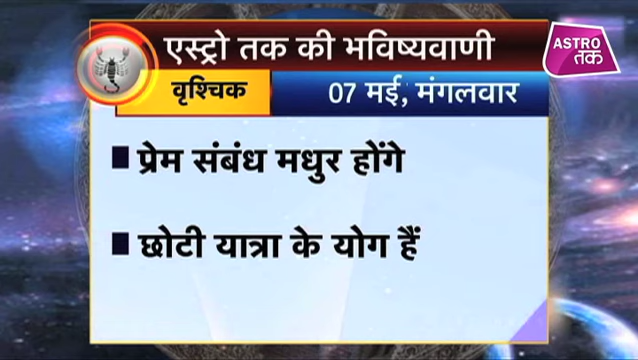 एस्ट्रो तक की भविष्यवाणी
ASTRO
तक
वृश्चिक
07 मई, मंगलवार
प्रेम संबंध मधुर होंगे
छोटी यात्रा के योग हैं